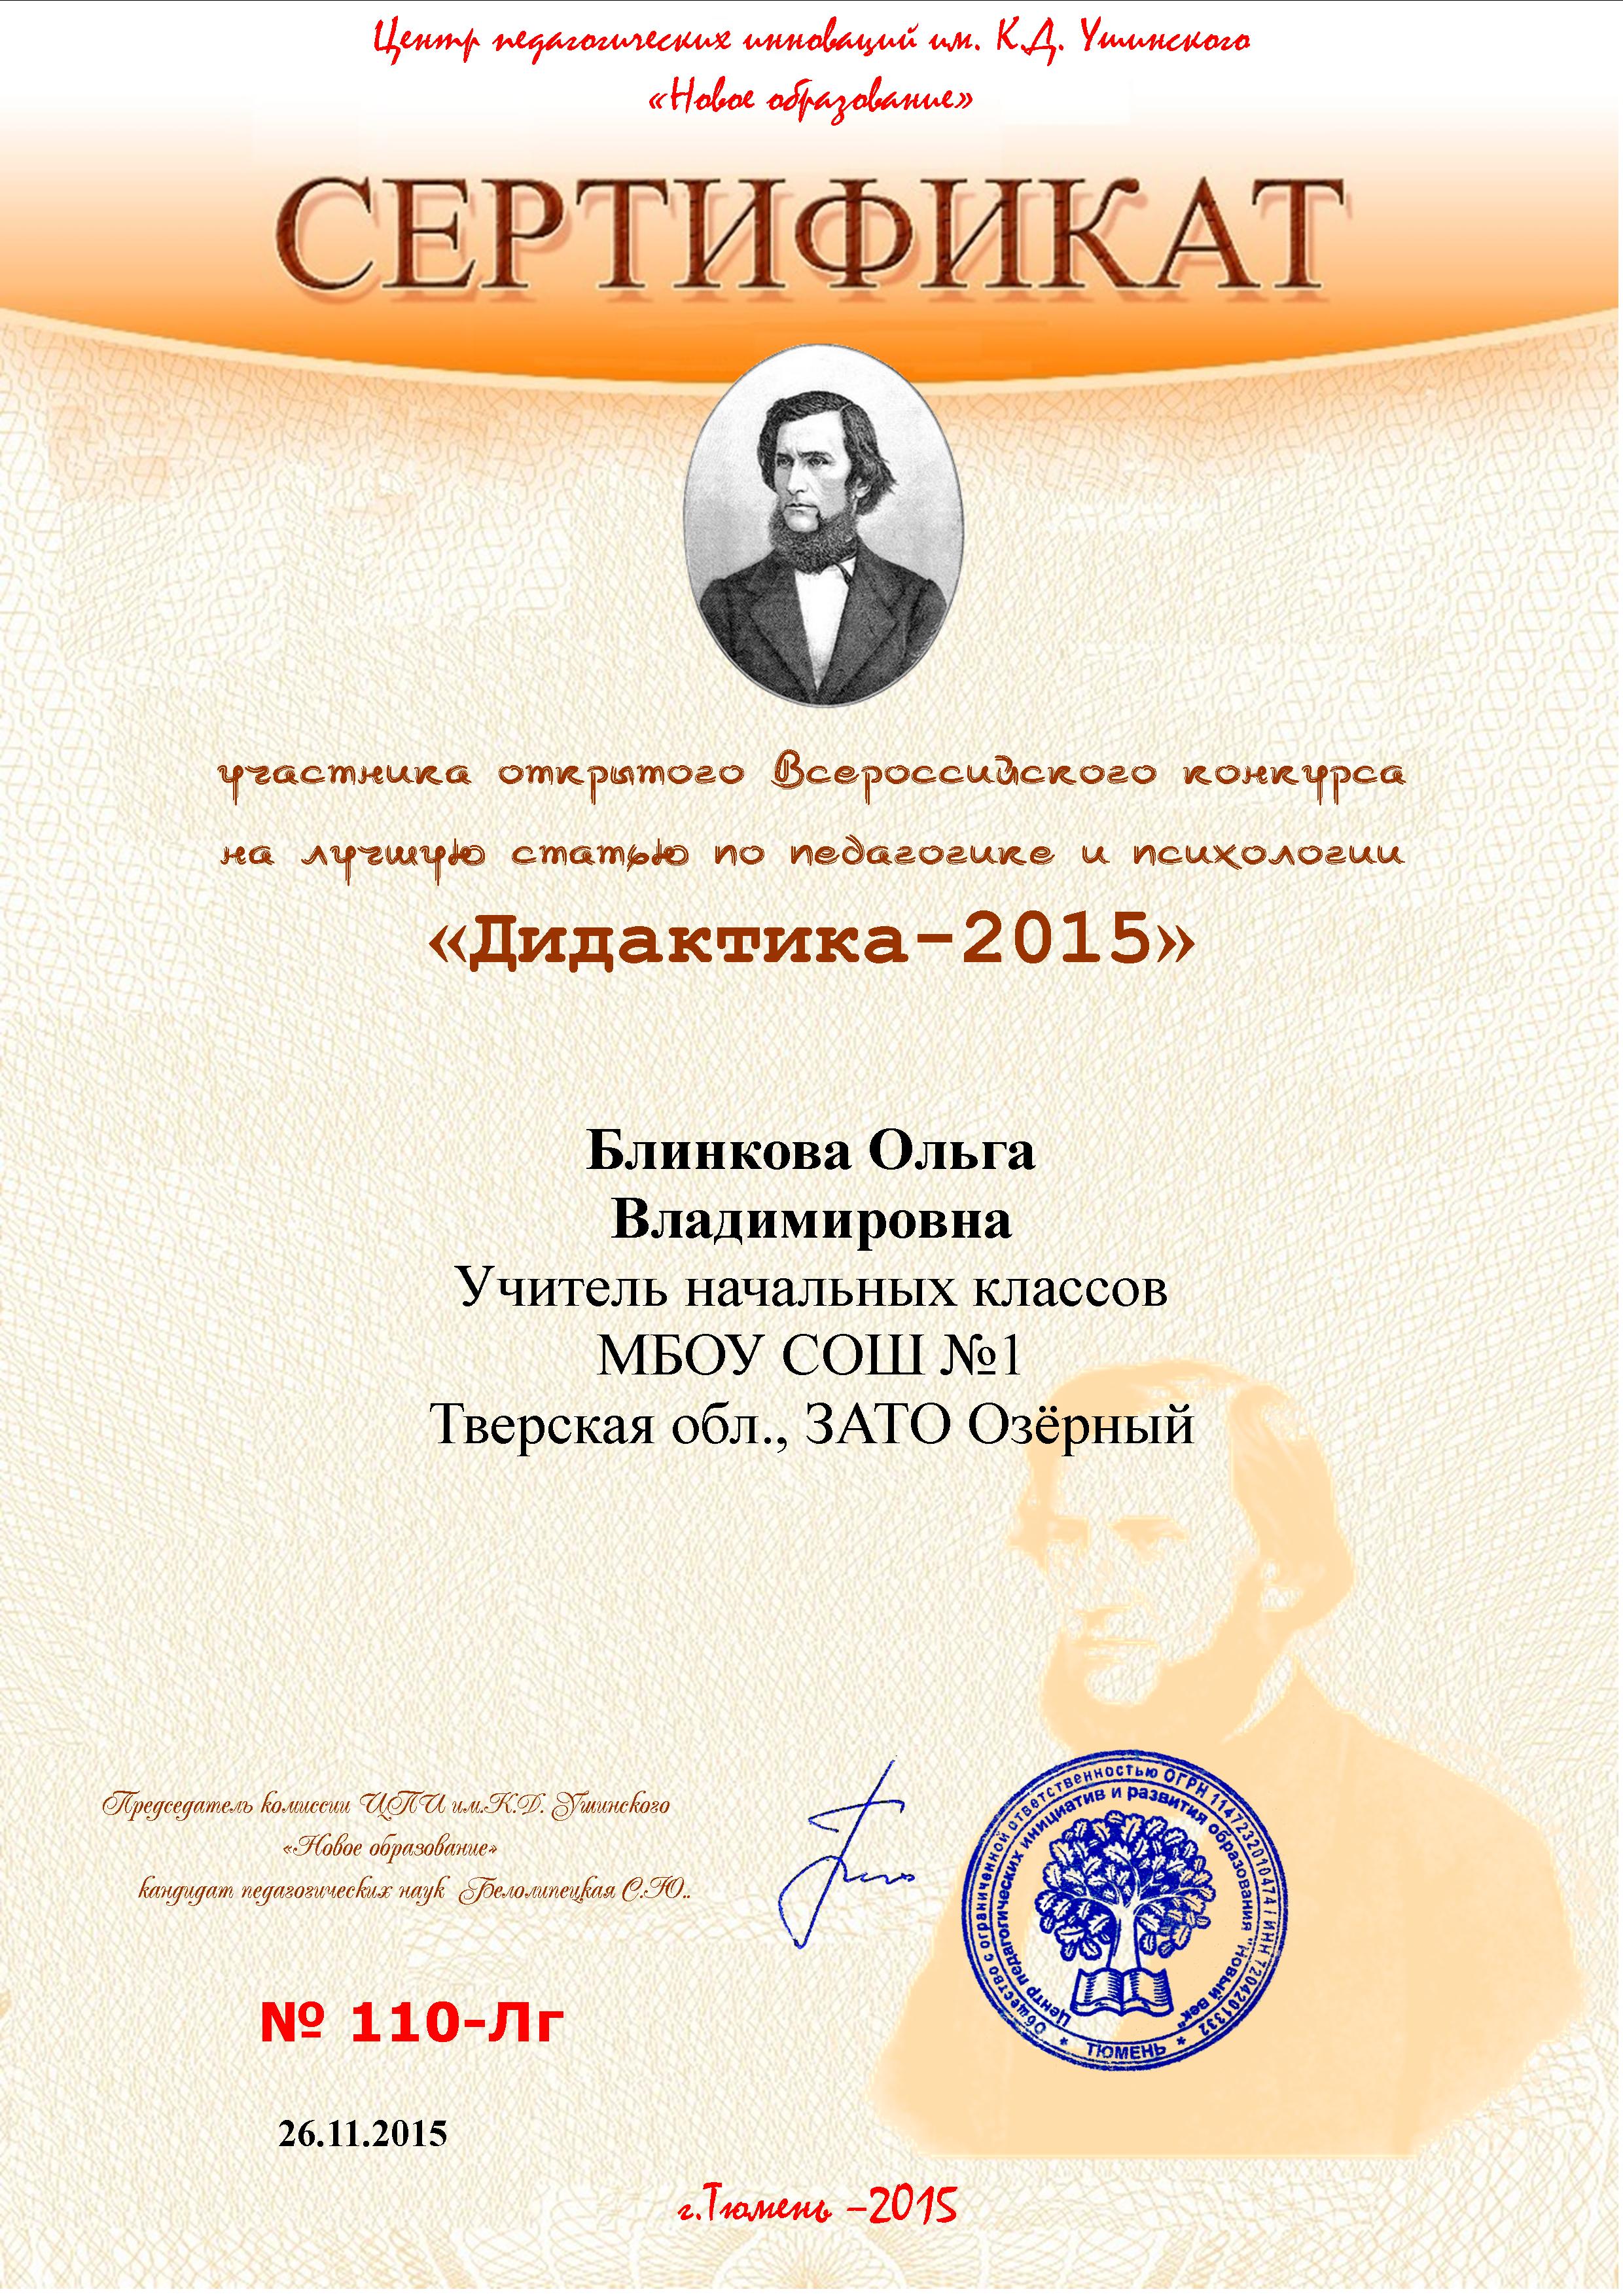 Центр педагогических инноваций им. К.Д. Ушинского
«Новое образование»
СЕРТИФИКАТ
участника открытого Всероссийского конкурса
на лучшую статью по педагогике и психологии
«Дидактика-2015»
Блинкова Ольга
Владимировна
Учитель начальных классов
МБОУ СОШ №1
Тверская обл., ЗАТО Озёрный
Председатель комиссии ЦПИ им.К.Д. Ушинского
«Новое образование»
кандидат педагогических наук Белолипецкая С.Ю..
Общество с ограниченной ответственностью ОГРН 1147232010474 / ИНН 7204201332
Центр педагогических инициатив и развития образования "Новый век"
* ТЮМЕНЬ *
№ 110-Лг
26.11.2015
г.Тюмень –2015